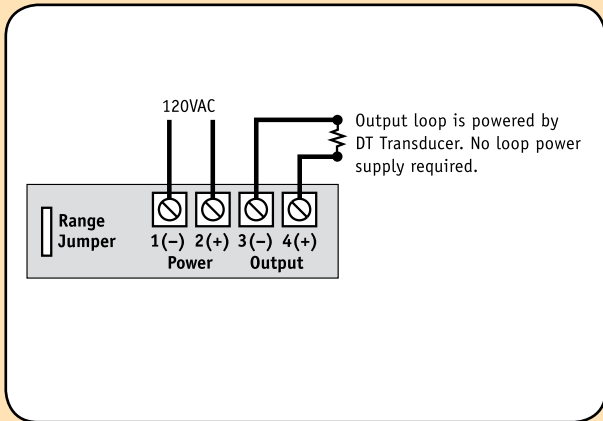 120VAC
Output loop is powered by
DT Transducer. No loop power
supply required.
Range
Jumper
1(–) 2(+) 3(–) 4(+)
Power Output